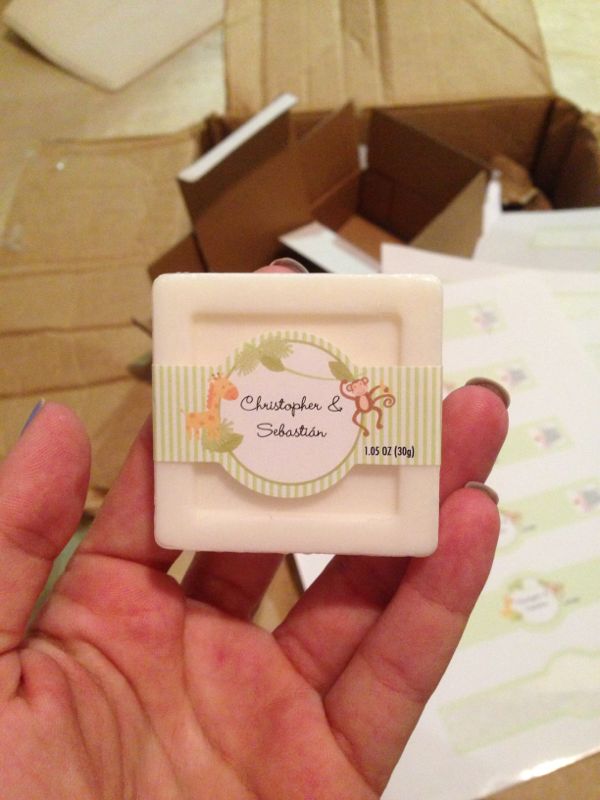 Christopher &
Sebastián
1.05 OZ (30g)